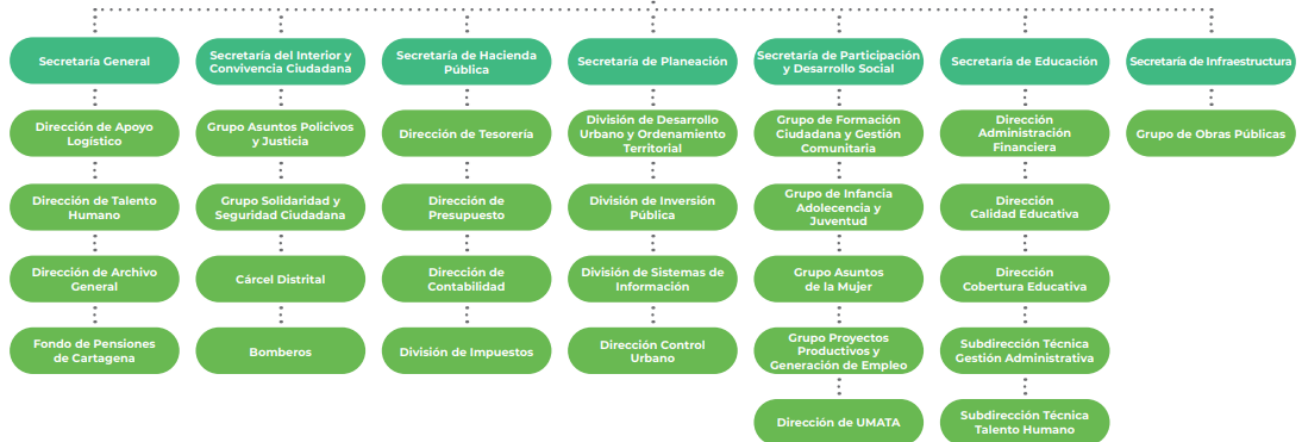 Secretaría General
Secretaría del Interior y
Convivencia Ciudadana
Secretaría de Hacienda
Pública
Secretaría de Planeación
Secretaría de Participación
y Desarrollo Social
Secretaría de Educación
Secretaría de Infraestructura
Dirección de Apoyo
Logístico
Grupo Asuntos Policivos
y Justicia
Dirección de Tesorería
División de Desarrollo
Urbano y Ordenamiento
Territorial
Grupo de Formación
Ciudadana y Gestión
Comunitaria
Dirección
Administración
Financiera
Grupo de Obras Públicas
Dirección de Talento
Humano
Grupo Solidaridad y
Seguridad Ciudadana
Dirección de
Presupuesto
División de Inversión
Pública
Grupo de Infancia
Adolecencia y
Juventud
Dirección
Calidad Educativa
Dirección de Archivo
General
Cárcel Distrital
Dirección de
Contabilidad
División de Sistemas de
Información
Grupo Asuntos
de la Mujer
Dirección
Cobertura Educativa
Fondo de Pensiones
de Cartagena
Bomberos
División de Impuestos
Dirección Control
Urbano
Grupo Proyectos
Productivos y
Generación de Empleo
Subdirección Técnica
Gestión Administrativa
Dirección de UMATA
Subdirección Técnica
Talento Humano